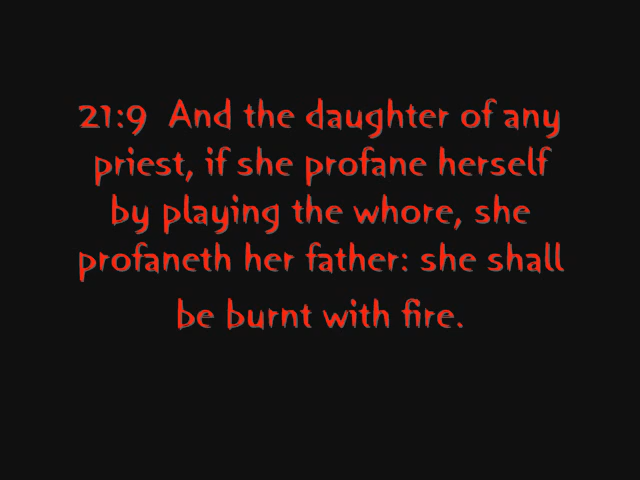 21:9 And the daughter of any
priest, if she profane herself
by playing the whore, she
profaneth her father: she shall
be burnt with fire.